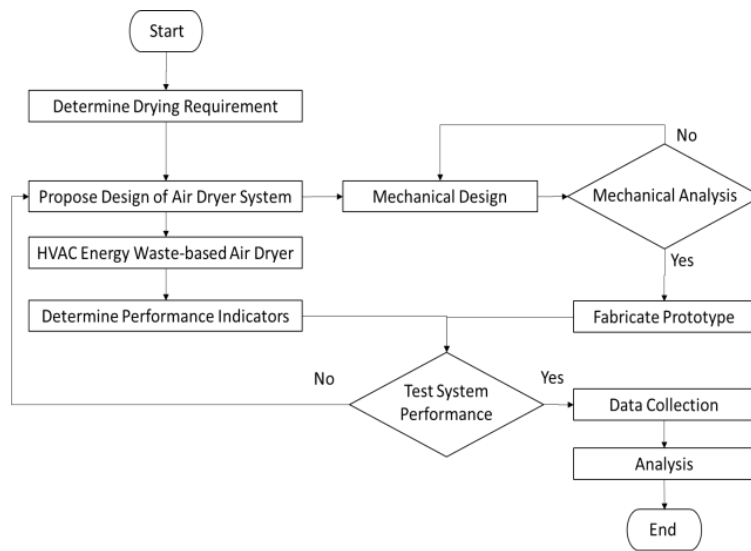 Start
Determine Drying Requirement
No
Propose Design of Air Dryer System
Mechanical Design
Mechanical Analysis
HVAC Energy Waste-based Air Dryer
Yes
Determine Performance Indicators
Fabricate Prototype
No
Test System
Performance
Yes
Data Collection
Analysis
End